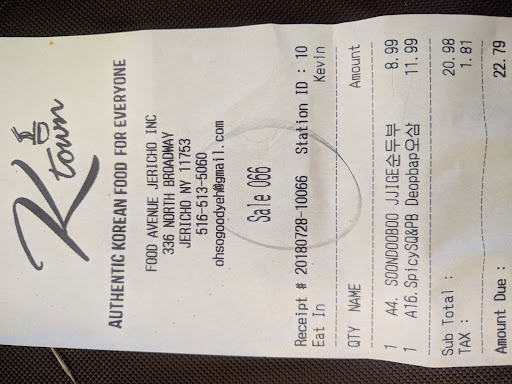 K town
AUTHENTIC KOREAN FOOD FOR EVERYONE
FOOD AVENUE JERICHO INC
336 NORTH BROADWAY
JERICHO NY 11753
516-513-5060
ohsogoodyeh@gmail.com
Sale 066
Receipt # 20180728-10066 Station ID : 10
Eat In Kevin
QTY NAME Amount
1 A4. SOONDOOBOO JJIGE순두부 8.99
1 A16.SpicySQ&PB Deopbap오삼 11.99
Sub Total : 20.98
TAX : 1.81
Amount Due : 22.79